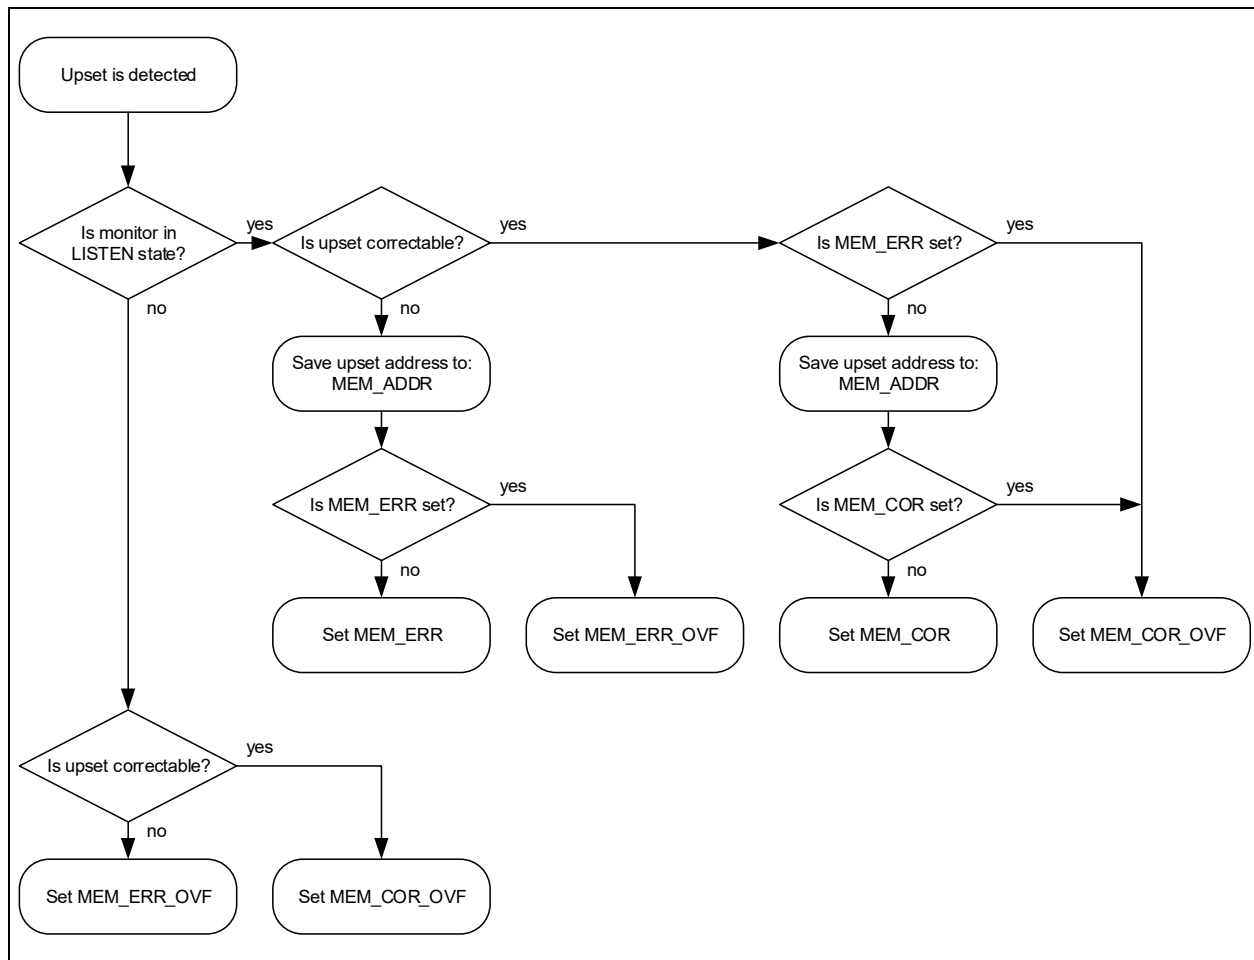 Upset is detected
Is monitor in
LISTEN state?
yes
no
Is upset correctable?
yes
no
Is MEM_ERR set?
yes
no
Save upset address to:
MEM_ADDR
Save upset address to:
MEM_ADDR
Is MEM_ERR set?
yes
no
Is MEM_COR set?
yes
no
Set MEM_ERR
Set MEM_ERR_OVF
Set MEM_COR
Set MEM_COR_OVF
Is upset correctable?
yes
no
Set MEM_ERR_OVF
Set MEM_COR_OVF